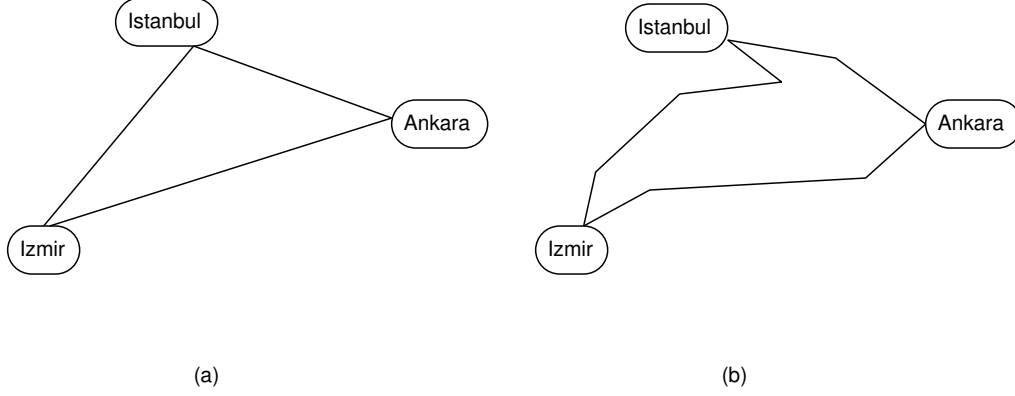 Istanbul
Ankara
Izmir
(a)
Istanbul
Ankara
Izmir
(b)